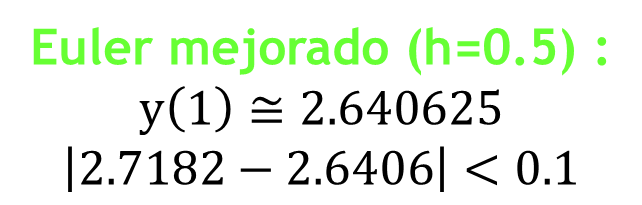 Euler mejorado (h=0.5) :
y(1) ≅ 2.640625
|2.7182 − 2.6406| < 0.1